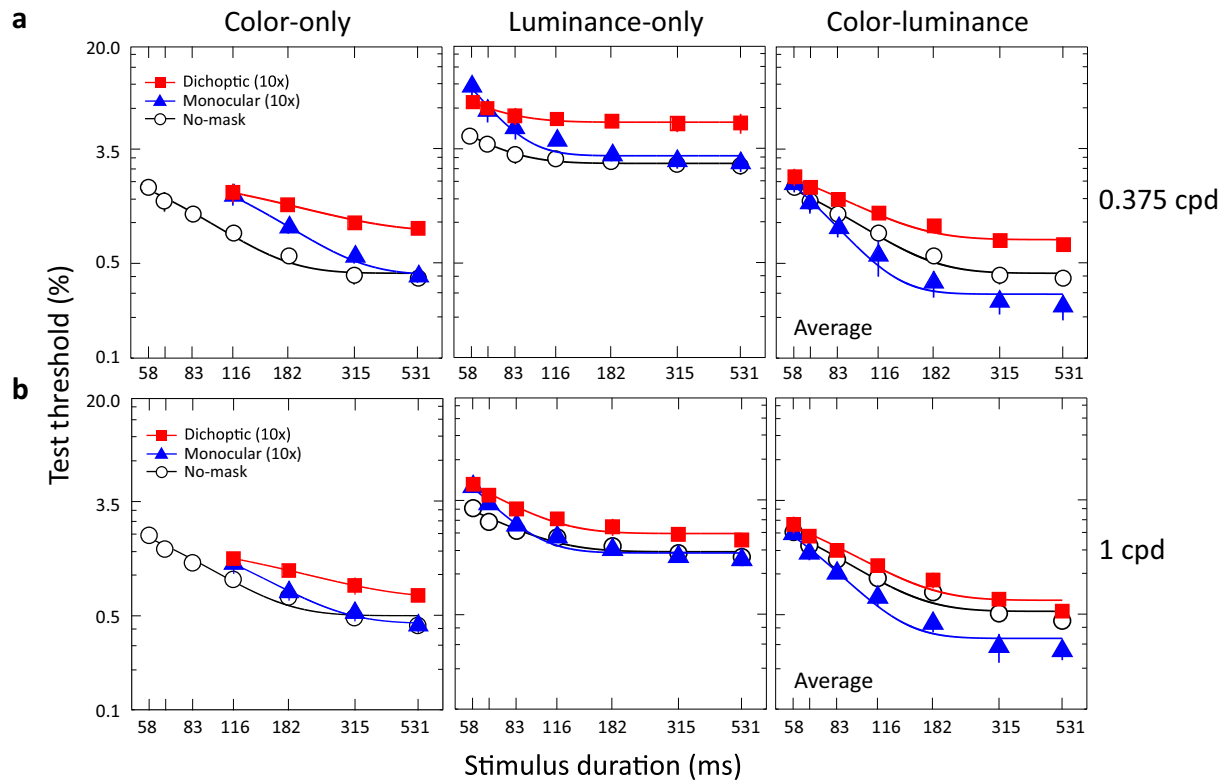 a
Color-only
Luminance-only
Color-luminance
20.0
3.5
0.5
0.1
Dichoptic (10x)
Monocular (10x)
No-mask
Average
0.375 cpd
58 83 116 182 315 531
58 83 116 182 315 531
58 83 116 182 315 531
Test threshold (%)
b
20.0
3.5
0.5
0.1
Dichoptic (10x)
Monocular (10x)
No-mask
Average
1 cpd
58 83 116 182 315 531
58 83 116 182 315 531
58 83 116 182 315 531
Stimulus duration (ms)